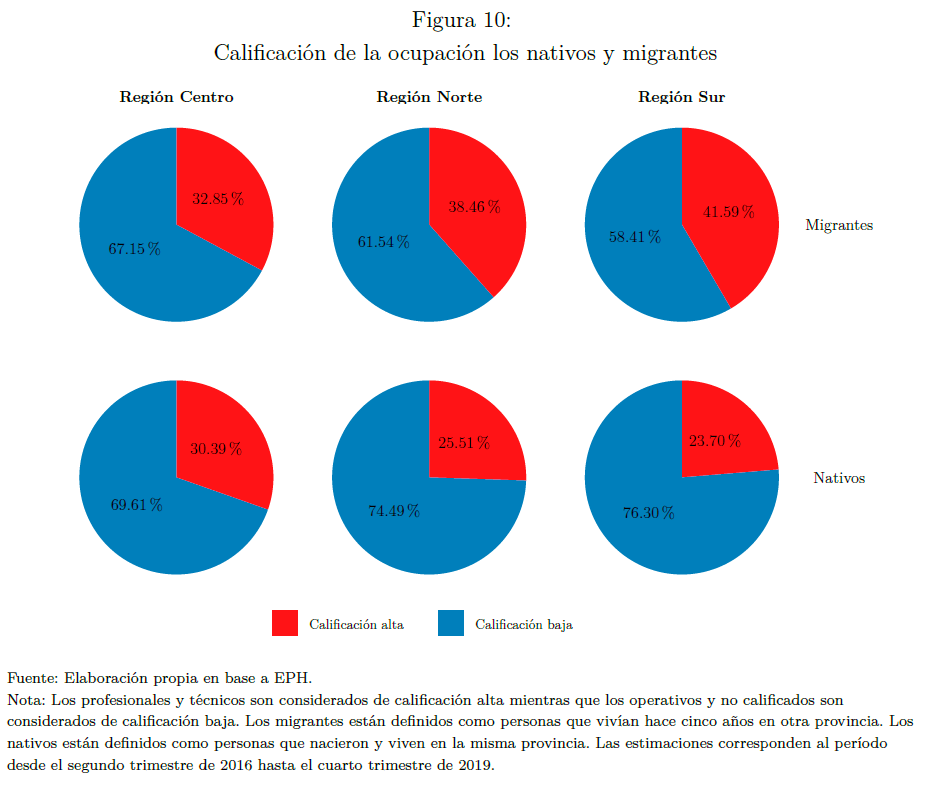 Figura 10:
Calificación de la ocupación los nativos y migrantes
Región Centro Región Norte Región Sur
32.85 % 38.46 % 41.59 %
67.15 % 61.54 % 58.41 %
Migrantes
30.39 % 25.51 % 23.70 %
69.61 % 74.49 % 76.30 %
Nativos
Calificación alta Calificación baja
Fuente: Elaboración propia en base a EPH.
Nota: Los profesionales y técnicos son considerados de calificación alta mientras que los operativos y no calificados son
considerados de calificación baja. Los migrantes están definidos como personas que vivían hace cinco años en otra provincia. Los
nativos están definidos como personas que nacieron y viven en la misma provincia. Las estimaciones corresponden al período
desde el segundo trimestre de 2016 hasta el cuarto trimestre de 2019.